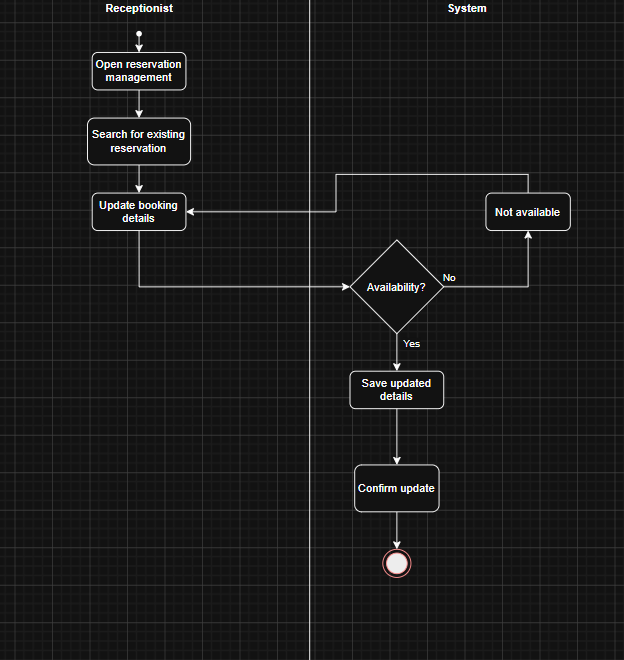 Receptionist
System
Open reservation
management
Search for existing
reservation
Update booking
details
Not available
Availability?
No
Yes
Save updated
details
Confirm update